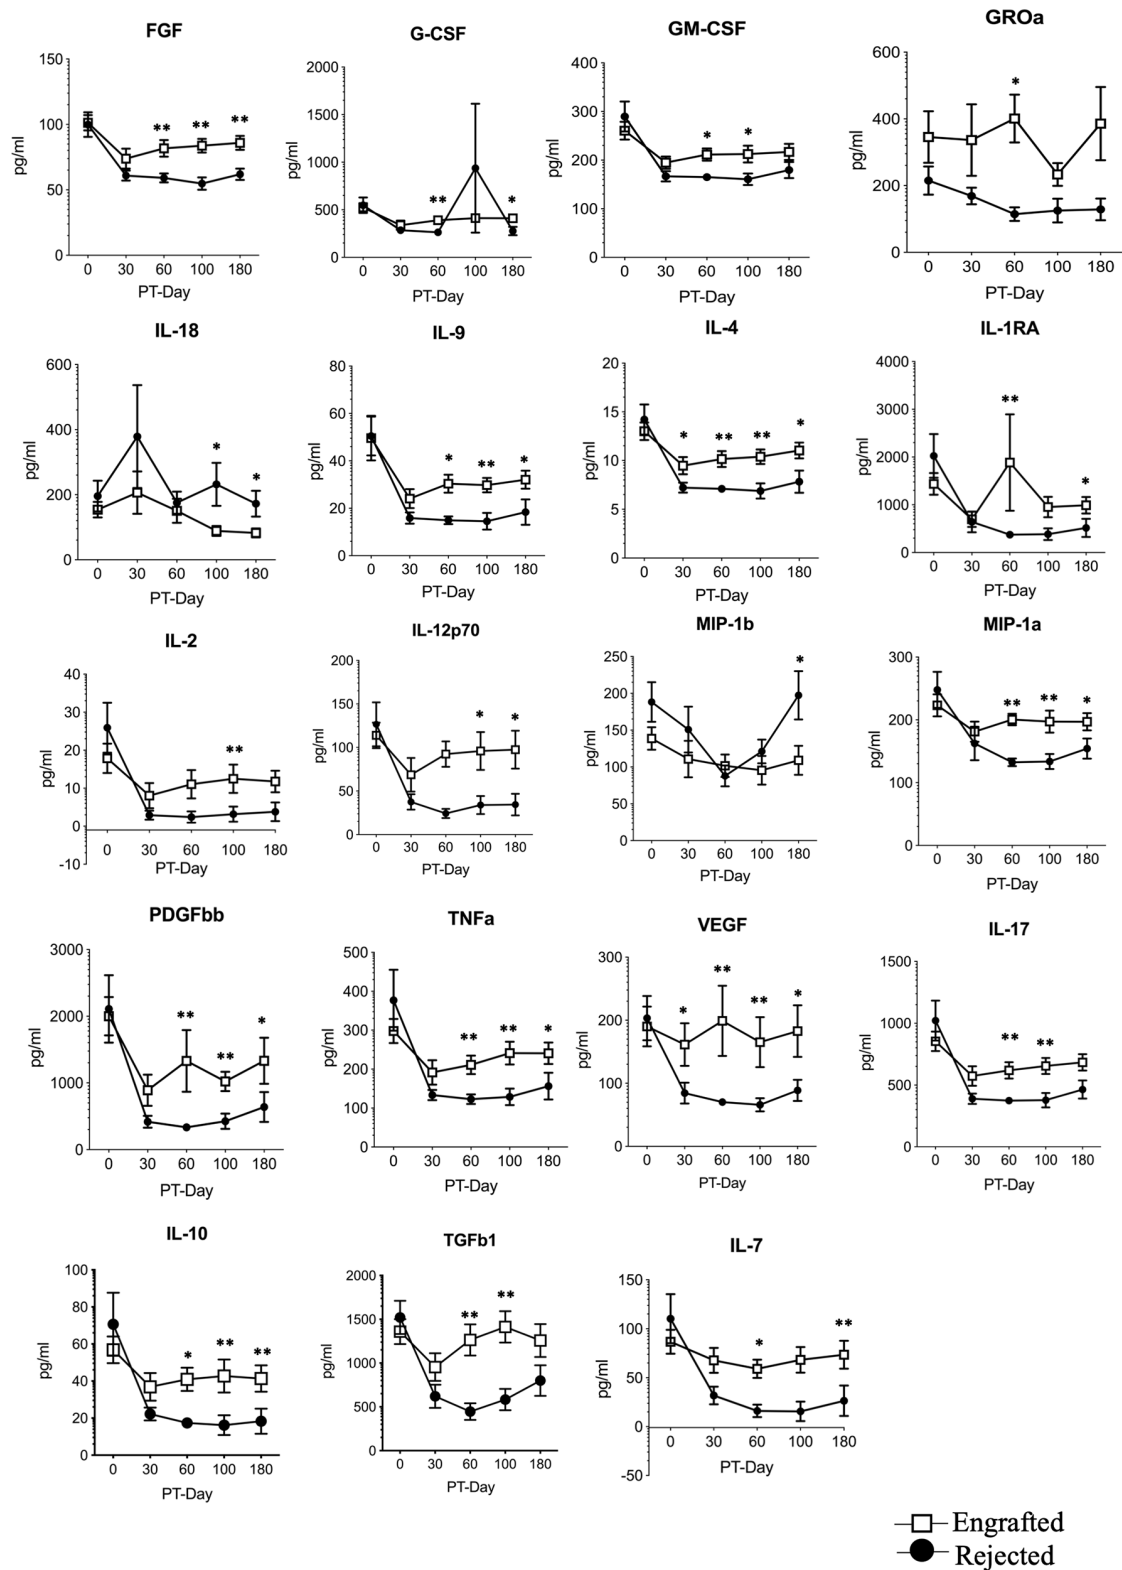 FGF
150
100
50
0
pg/ml
** ** **
0 30 60 100 180
PT-Day
G-CSF
2000
1500
1000
500
0
pg/ml
** *
0 30 60 100 180
PT-Day
GM-CSF
400
300
200
100
0
pg/ml
* *
0 30 60 100 180
PT-Day
GROa
600
400
200
0
pg/ml
*
0 30 60 100 180
PT-Day
IL-18
600
400
200
0
pg/ml
* *
0 30 60 100 180
PT-Day
IL-9
80
60
40
20
0
pg/ml
* ** *
0 30 60 100 180
PT-Day
IL-4
20
15
10
5
0
pg/ml
* ** ** *
0 30 60 100 180
PT-Day
IL-1RA
4000
3000
2000
1000
0
pg/ml
** *
0 30 60 100 180
PT-Day
IL-2
40
30
20
10
0
-10
pg/ml
**
0 30 60 100 180
PT-Day
IL-12p70
200
150
100
50
0
pg/ml
* *
0 30 60 100 180
PT-Day
MIP-1b
250
200
150
100
50
0
pg/ml
*
0 30 60 100 180
PT-Day
MIP-1a
300
200
100
0
pg/ml
** ** *
0 30 60 100 180
PT-Day
PDGFbb
3000
2000
1000
0
pg/ml
** ** *
0 30 60 100 180
PT-Day
TNFa
500
400
300
200
100
0
pg/ml
** ** *
0 30 60 100 180
PT-Day
VEGF
300
200
100
0
pg/ml
* ** ** *
0 30 60 100 180
PT-Day
IL-17
1500
1000
500
0
pg/ml
** **
0 30 60 100 180
PT-Day
IL-10
100
80
60
40
20
0
pg/ml
* ** **
0 30 60 100 180
PT-Day
TGFb1
2000
1500
1000
500
0
pg/ml
** **
0 30 60 100 180
PT-Day
IL-7
150
100
50
0
-50
pg/ml
* **
0 30 60 100 180
PT-Day
Engrafted
Rejected